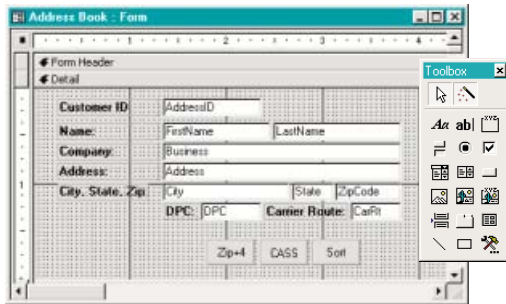 Address Book : Form
1 2 3 4
Form Header
Detail
Toolbox
Customer ID AddressID
Name: FirstName LastName
Aa ab| XYZ
Company: Business
Address: Address
1
City, State, Zip City State ZipCode
DPC: DPC Carrier Route: CarRt
Zip+4 CASS Sort